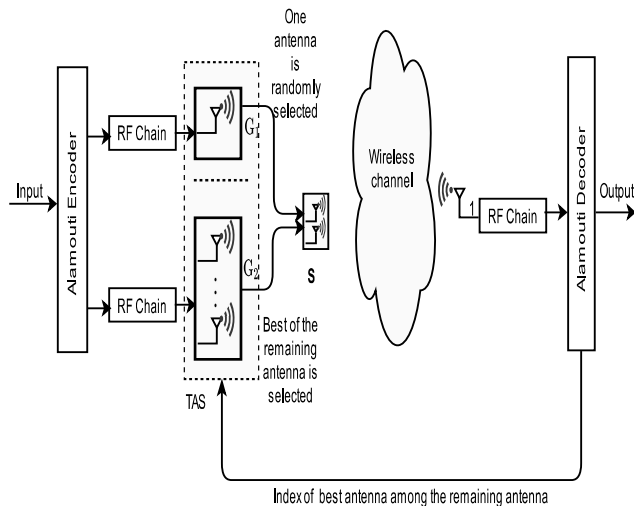 One
antenna
is
randomly
selected
Input
Alamouti Encoder
RF Chain
RF Chain
G1
G2
TAS
Best of the
remaining
antenna is
selected
S
Wireless
channel
1
RF Chain
Alamouti Decoder
Output
Index of best antenna among the remaining antenna